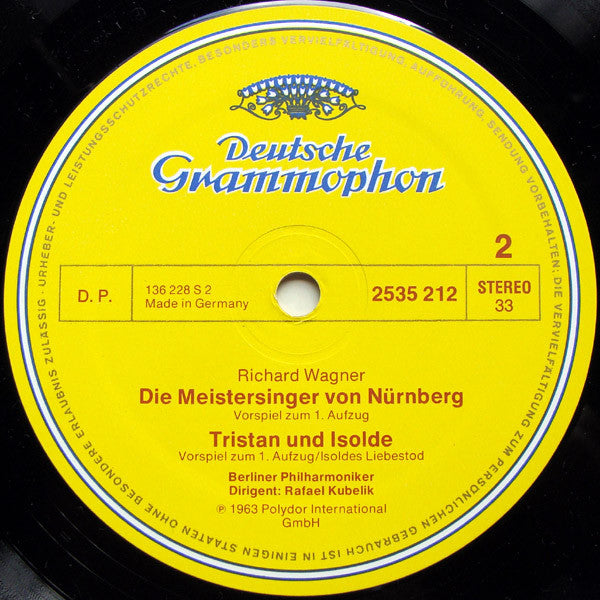 Deutsche
Grammophon
2
D. P.
136 228 S 2
Made in Germany
2535 212
STEREO
33
Richard Wagner
Die Meistersinger von Nürnberg
Vorspiel zum 1. Aufzug
Tristan und Isolde
Vorspiel zum 1. Aufzug/Isoldes Liebestod
Berliner Philharmoniker
Dirigent: Rafael Kubelik
℗ 1963 Polydor International
GmbH
URHEBER- UND LEISTUNGSSCHUTZRECHTE, BESONDERS VERVIELFÄLTIGUNG, AUFFÜHRUNG, SENDUNG VORBEHALTEN; DIE VERVIELFÄLTIGUNG ZUM PERSÖNLICHEN GEBRAUCH IST IN EINIGEN STAATEN OHNE BESONDERE ERLAUBNIS ZULÄSSIG -